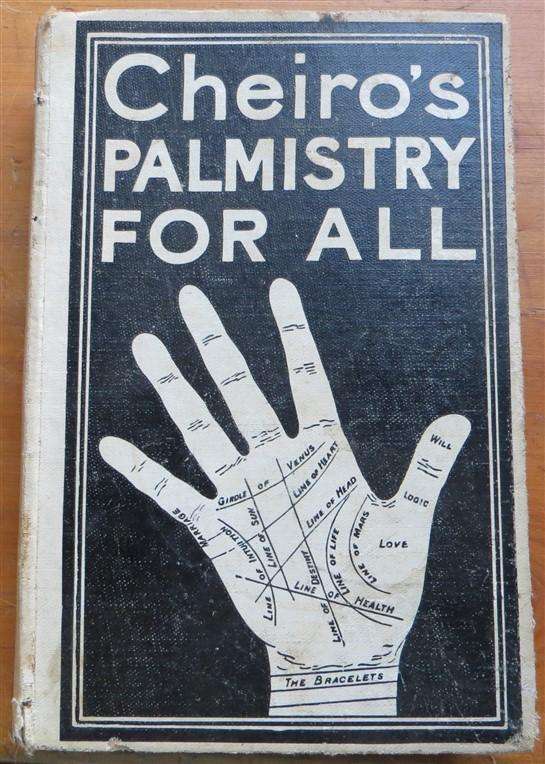 Cheiro's
PALMISTRY
FOR ALL
WILL
LOGIC
LOVE
GIRDLE OF VENUS
LINE OF HEART
LINE OF HEAD
MARRIAGE
LINE OF INTUITION
LINE OF SUN
LINE OF DESTINY
LINE OF LIFE
LINE OF MARS
LINE OF HEALTH
THE BRACELETS